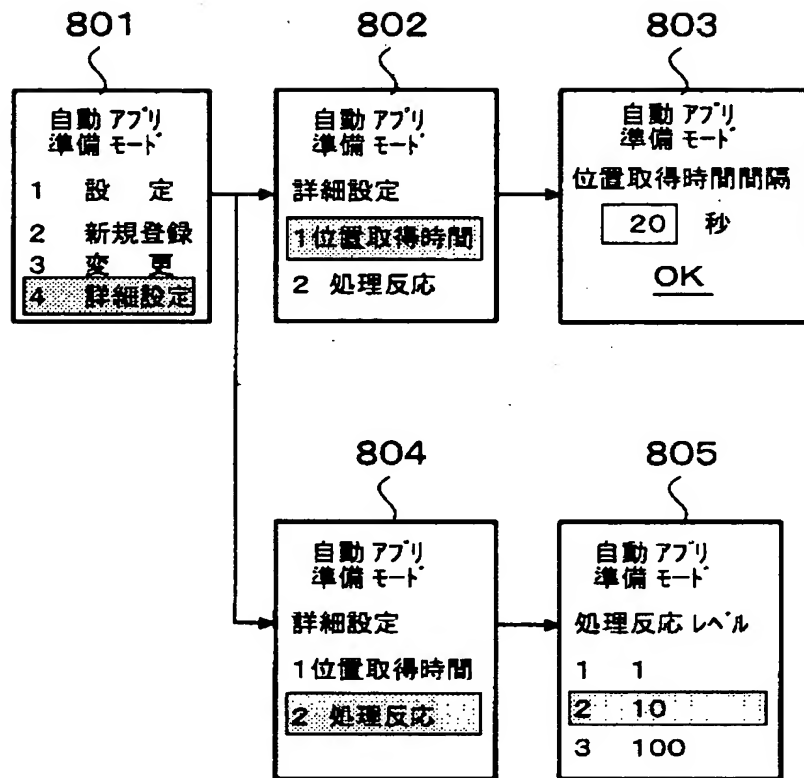 801
自動 アプリ
準備 モード
1 設 定
2 新規登録
3 変 更
4 詳細設定
802
自動 アプリ
準備 モード
詳細設定
1 位置取得時間
2 処理反応
803
自動 アプリ
準備 モード
位置取得時間間隔
20 秒
OK
804
自動 アプリ
準備 モード
詳細設定
1 位置取得時間
2 処理反応
805
自動 アプリ
準備 モード
処理反応 レベル
1 1
2 10
3 100